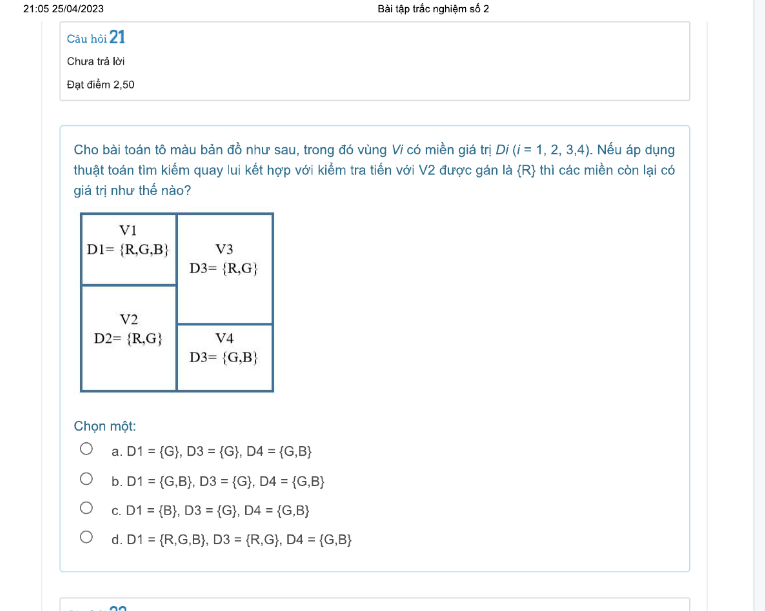 21:05 25/04/2023 Bài tập trắc nghiệm số 2
Câu hỏi 21
Chưa trả lời
Đạt điểm 2,50
Cho bài toán tô màu bản đồ như sau, trong đó vùng Vi có miền giá trị Di (i = 1, 2, 3,4). Nếu áp dụng
thuật toán tìm kiếm quay lui kết hợp với kiểm tra tiến với V2 được gán là {R} thì các miền còn lại có
giá trị như thế nào?
V1
D1= {R,G,B}
V3
D3= {R,G}
V2
D2= {R,G}
V4
D3= {G,B}
Chọn một:
a. D1 = {G}, D3 = {G}, D4 = {G,B}
b. D1 = {G,B}, D3 = {G}, D4 = {G,B}
c. D1 = {B}, D3 = {G}, D4 = {G,B}
d. D1 = {R,G,B}, D3 = {R,G}, D4 = {G,B}